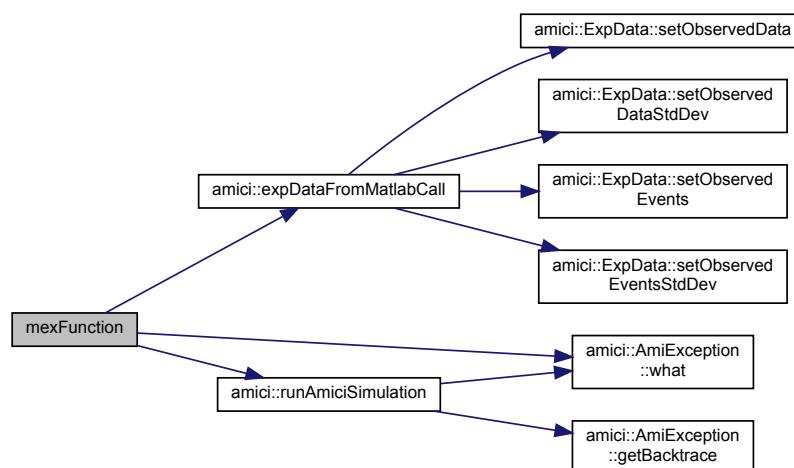 amici::ExpData::setObservedData
amici::ExpData::setObserved
DataStdDev
amici::expDataFromMatlabCall
amici::ExpData::setObserved
Events
amici::ExpData::setObserved
EventsStdDev
mexFunction
amici::AmiException
::what
amici::runAmiciSimulation
amici::AmiException
::getBacktrace